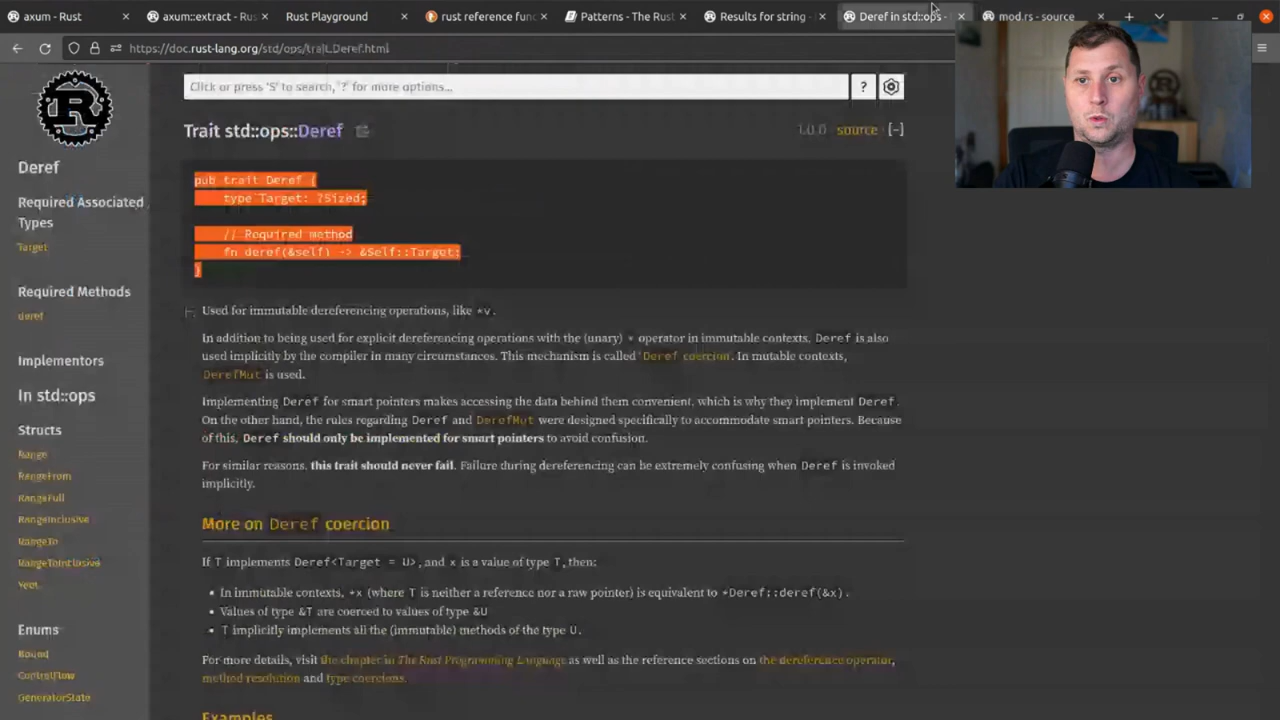 axum - Rust
axum::extract - Rus
Rust Playground
rust reference fun
Patterns - The Rust
Results for string -
Deref in std::ops -
mod.rs - source
https://doc.rust-lang.org/std/ops/trait.Deref.html
Click or press 'S' to search, '?' for more options...
?
R
Deref
Required Associated
Types
Target
Required Methods
deref
Implementors
In std::ops
Structs
Range
RangeFrom
RangeFull
RangeInclusive
RangeTo
RangeToInclusive
Yeet
Enums
Bound
ControlFlow
GeneratorState
Trait std::ops::Deref
1.0.0 source [-]
pub trait Deref {
type Target: ?Sized;
// Required method
fn deref(&self) -> &Self::Target;
}
Used for immutable dereferencing operations, like *v.
In addition to being used for explicit dereferencing operations with the (unary) * operator in immutable contexts, Deref is also
used implicitly by the compiler in many circumstances. This mechanism is called 'Deref coercion'. In mutable contexts,
DerefMut is used.
Implementing Deref for smart pointers makes accessing the data behind them convenient, which is why they implement Deref.
On the other hand, the rules regarding Deref and DerefMut were designed specifically to accommodate smart pointers. Because
of this, Deref should only be implemented for smart pointers to avoid confusion.
For similar reasons, this trait should never fail. Failure during dereferencing can be extremely confusing when Deref is invoked
implicitly.
More on Deref coercion
If T implements Deref<Target = U>, and x is a value of type T, then:
• In immutable contexts, *x (where T is neither a reference nor a raw pointer) is equivalent to *Deref::deref(&x).
• Values of type &T are coerced to values of type &U
• T implicitly implements all the (immutable) methods of the type U.
For more details, visit the chapter in The Rust Programming Language as well as the reference sections on the dereference operator,
method resolution and type coercions.
Examples